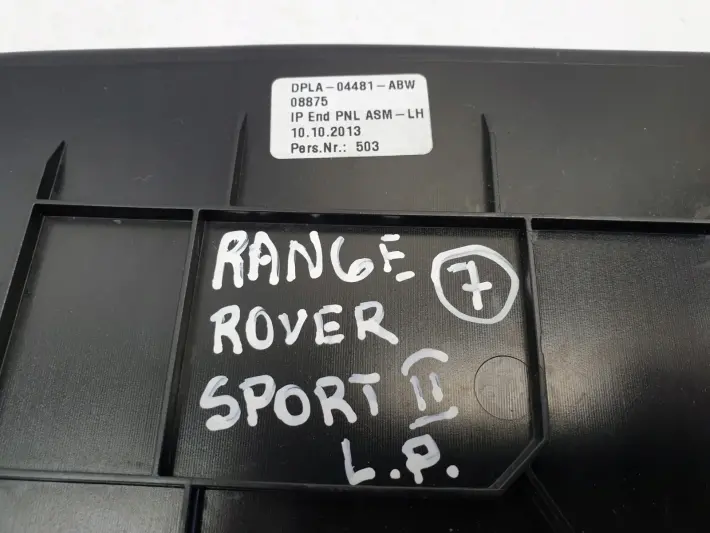 DPLA-04481-ABW
08875
IP End PNL ASM-LH
10.10.2013
Pers.Nr.: 503
RANGE
ROVER
SPORT II
L.P.
7